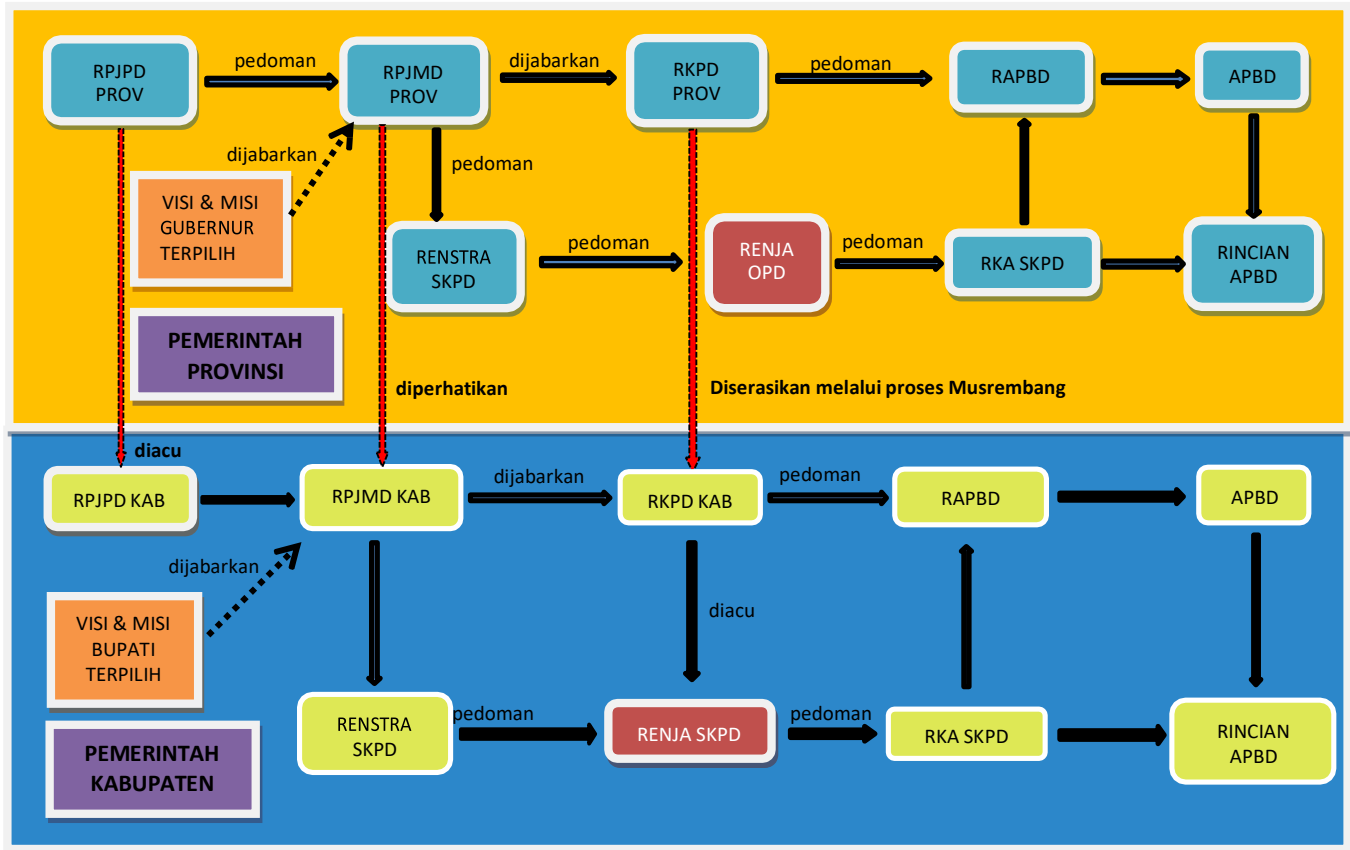 RPJPD
PROV
pedoman
RPJMD
PROV
dijabarkan
RKPD
PROV
pedoman
RAPBD
APBD
dijabarkan
pedoman
VISI & MISI
GUBERNUR
TERPILIH
RENSTRA
SKPD
pedoman
RENJA
OPD
pedoman
RKA SKPD
RINCIAN
APBD
PEMERINTAH
PROVINSI
diperhatikan
Diserasikan melalui proses Musrembang
diacu
RPJPD KAB
RPJMD KAB
dijabarkan
RKPD KAB
pedoman
RAPBD
APBD
dijabarkan
VISI & MISI
BUPATI
TERPILIH
diacu
RENSTRA
SKPD
pedoman
RENJA SKPD
pedoman
RKA SKPD
RINCIAN
APBD
PEMERINTAH
KABUPATEN